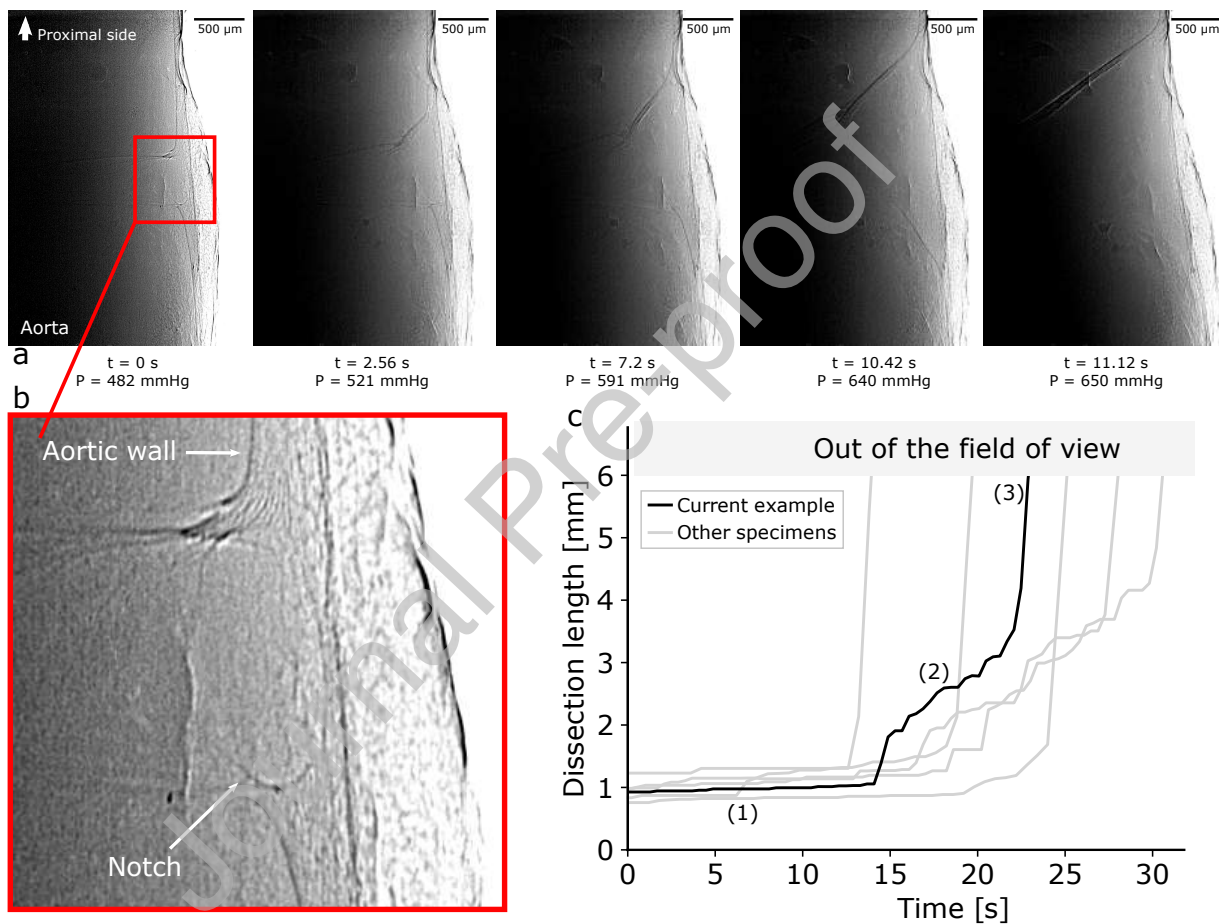 Proximal side
500 μm
500 μm
500 μm
500 μm
500 μm
Aorta
a
t = 0 s
P = 482 mmHg
t = 2.56 s
P = 521 mmHg
t = 7.2 s
P = 591 mmHg
t = 10.42 s
P = 640 mmHg
t = 11.12 s
P = 650 mmHg
b
Aortic wall
Notch
c
Out of the field of view
Current example
Other specimens
(1)
(2)
(3)
Dissection length [mm]
6
5
4
3
2
1
0
0 5 10 15 20 25 30
Time [s]
Journal Pre-proof